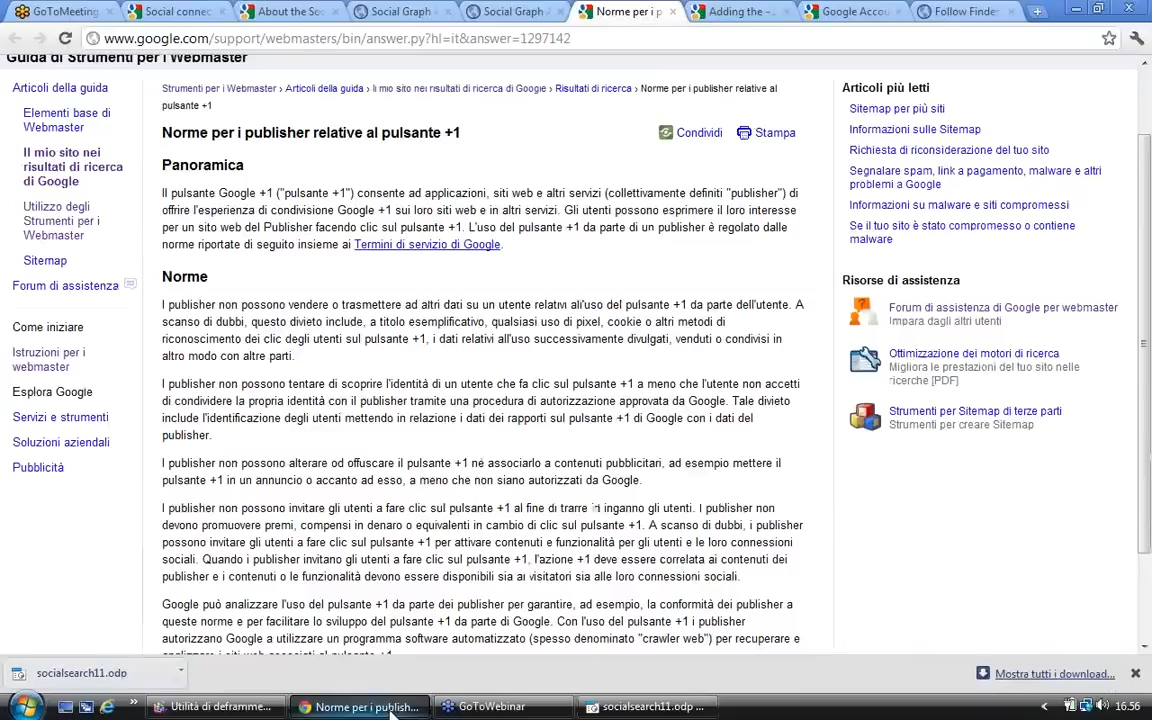 GoToMeeting
Social connec
About the Soc
Social Graph
Social Graph
Norme per i p
Adding the -
Google Accou
Follow Finder
www.google.com/support/webmasters/bin/answer.py?hl=it&answer=1297142
Guida di Strumenti per i Webmaster
Articoli della guida
Elementi base di
Webmaster
Il mio sito nei
risultati di ricerca
di Google
Utilizzo degli
Strumenti per i
Webmaster
Sitemap
Forum di assistenza
Come iniziare
Istruzioni per i
webmaster
Esplora Google
Servizi e strumenti
Soluzioni aziendali
Pubblicità
Strumenti per i Webmaster › Articoli della guida › Il mio sito nei risultati di ricerca di Google › Risultati di ricerca › Norme per i publisher relative al
pulsante +1
Norme per i publisher relative al pulsante +1
Condividi
Stampa
Panoramica
Il pulsante Google +1 ("pulsante +1") consente ad applicazioni, siti web e altri servizi (collettivamente definiti "publisher") di
offrire l'esperienza di condivisione Google +1 sui loro siti web e in altri servizi. Gli utenti possono esprimere il loro interesse
per un sito web del Publisher facendo clic sul pulsante +1. L'uso del pulsante +1 da parte di un publisher è regolato dalle
norme riportate di seguito insieme ai Termini di servizio di Google.
Norme
I publisher non possono vendere o trasmettere ad altri dati su un utente relativi all'uso del pulsante +1 da parte dell'utente. A
scanso di dubbi, questo divieto include, a titolo esemplificativo, qualsiasi uso di pixel, cookie o altri metodi di
riconoscimento dei clic degli utenti sul pulsante +1, i dati relativi all'uso successivamente divulgati, venduti o condivisi in
altro modo con altre parti.
I publisher non possono tentare di scoprire l'identità di un utente che fa clic sul pulsante +1 a meno che l'utente non accetti
di condividere la propria identità con il publisher tramite una procedura di autorizzazione approvata da Google. Tale divieto
include l'identificazione degli utenti mettendo in relazione i dati dei rapporti sul pulsante +1 di Google con i dati del
publisher.
I publisher non possono alterare od offuscare il pulsante +1 né associarlo a contenuti pubblicitari, ad esempio mettere il
pulsante +1 in un annuncio o accanto ad esso, a meno che non siano autorizzati da Google.
I publisher non possono invitare gli utenti a fare clic sul pulsante +1 al fine di trarre in inganno gli utenti. I publisher non
devono promuovere premi, compensi in denaro o equivalenti in cambio di clic sul pulsante +1. A scanso di dubbi, i publisher
possono invitare gli utenti a fare clic sul pulsante +1 per attivare contenuti e funzionalità per gli utenti e le loro connessioni
sociali. Quando i publisher invitano gli utenti a fare clic sul pulsante +1, l'azione +1 deve essere correlata ai contenuti dei
publisher e i contenuti o le funzionalità devono essere disponibili sia ai visitatori sia alle loro connessioni sociali.
Google può analizzare l'uso del pulsante +1 da parte dei publisher per garantire, ad esempio, la conformità dei publisher a
queste norme e per facilitare lo sviluppo del pulsante +1 da parte di Google. Con l'uso del pulsante +1 i publisher
autorizzano Google a utilizzare un programma software automatizzato (spesso denominato "crawler web") per recuperare e
analizzare i siti web associati al pulsante +1.
Articoli più letti
Sitemap per più siti
Informazioni sulle Sitemap
Richiesta di riconsiderazione del tuo sito
Segnalare spam, link a pagamento, malware e altri
problemi a Google
Informazioni su malware e siti compromessi
Se il tuo sito è stato compromesso o contiene
malware
Risorse di assistenza
Forum di assistenza di Google per webmaster
Impara dagli altri utenti
Ottimizzazione dei motori di ricerca
Migliora le prestazioni del tuo sito nelle
ricerche [PDF]
Strumenti per Sitemap di terze parti
Strumenti per creare Sitemap
socialsearch11.odp
Mostra tutti i download...
Utilità di deframme...
Norme per i publish...
GoToWebinar
socialsearch11.odp ...
16.56